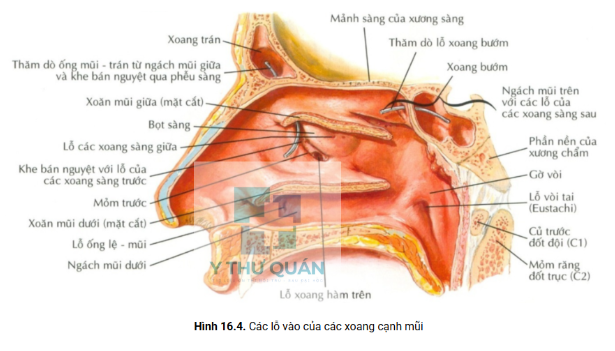 Mảnh sàng của xương sàng
Xoang trán
Thăm dò lỗ xoang bướm
Thăm dò ống mũi - trán từ ngách mũi giữa
và khe bán nguyệt qua phễu sàng
Xoang bướm
Ngách mũi trên
với các lỗ của
các xoang sàng sau
Xoăn mũi giữa (mặt cắt)
Bọt sàng
Lỗ các xoang sàng giữa
Phần nền của
xương chẩm
Khe bán nguyệt với lỗ của
các xoang sàng trước
Gờ vòi
Mỏm trước
Lỗ vòi tai
(Eustachi)
Xoăn mũi dưới (mặt cắt)
Lỗ ống lệ - mũi
Củ trước
đốt đội (C1)
Ngách mũi dưới
Mỏm răng
đốt trục (C2)
Y THƯ QUÁN
Lỗ xoang hàm trên
Hình 16.4. Các lỗ vào của các xoang cạnh mũi